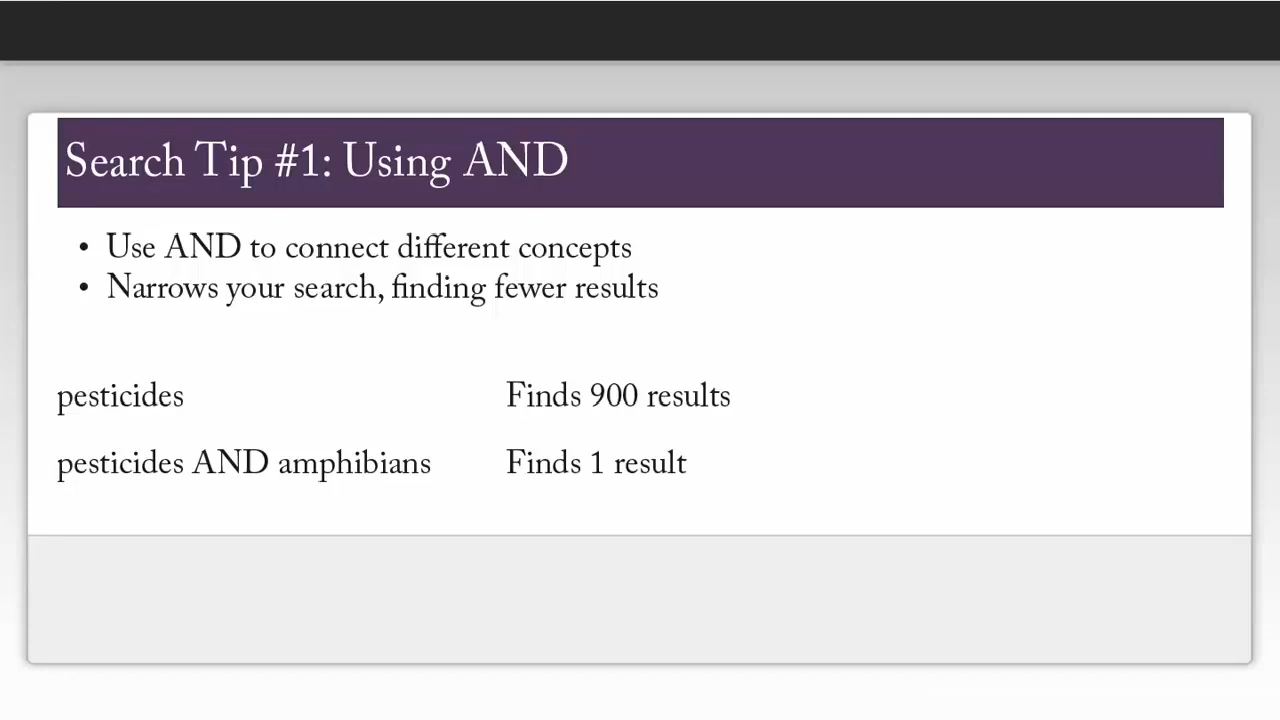 Search Tip #1: Using AND
• Use AND to connect different concepts
• Narrows your search, finding fewer results
pesticides Finds 900 results
pesticides AND amphibians Finds 1 result